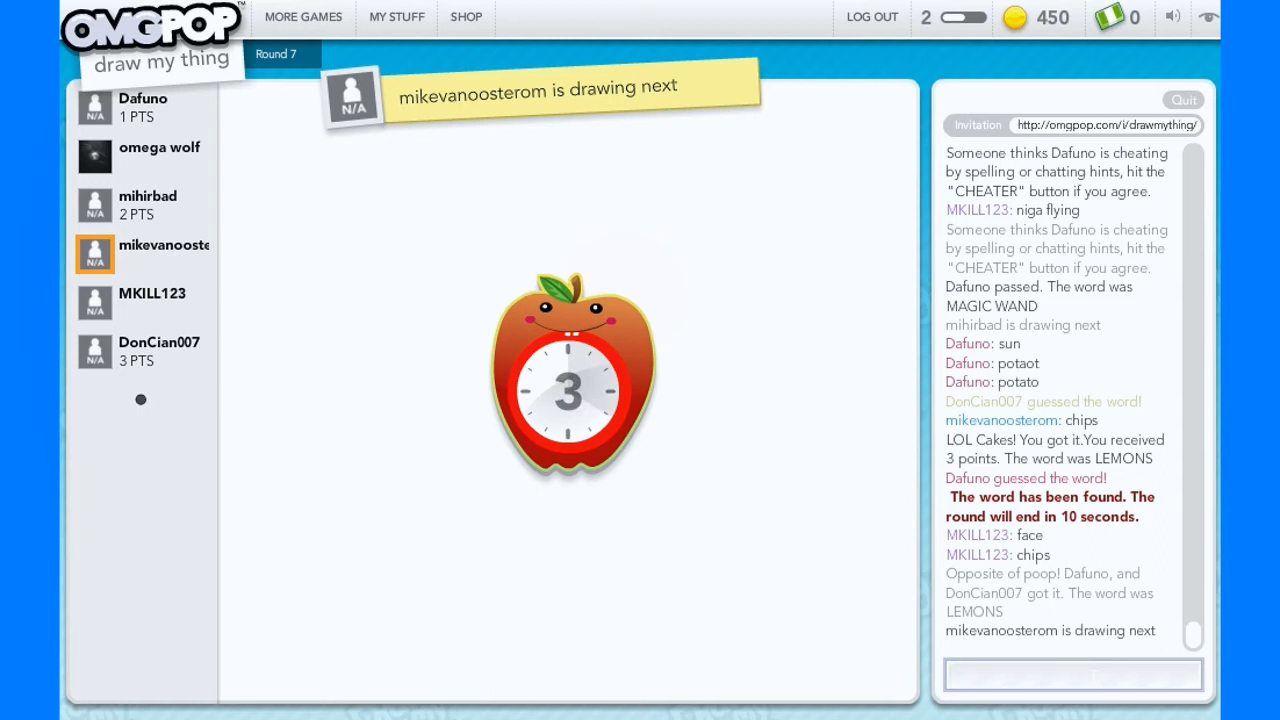 OMGPOP™
MORE GAMES
MY STUFF
SHOP
LOG OUT
2
450
0
draw my thing
Round 7
N/A
mikevanoosterom is drawing next
N/A
Dafuno
1 PTS
omega wolf
N/A
mihirbad
2 PTS
N/A
mikevanooste
N/A
MKILL123
N/A
DonCian007
3 PTS
3
Quit
Invitation
http://omgpop.com/i/drawmything/
Someone thinks Dafuno is cheating
by spelling or chatting hints, hit the
"CHEATER" button if you agree.
MKILL123: niga flying
Someone thinks Dafuno is cheating
by spelling or chatting hints, hit the
"CHEATER" button if you agree.
Dafuno passed. The word was
MAGIC WAND
mihirbad is drawing next
Dafuno: sun
Dafuno: potaot
Dafuno: potato
DonCian007 guessed the word!
mikevanoosterom: chips
LOL Cakes! You got it.You received
3 points. The word was LEMONS
Dafuno guessed the word!
The word has been found. The
round will end in 10 seconds.
MKILL123: face
MKILL123: chips
Opposite of poop! Dafuno, and
DonCian007 got it. The word was
LEMONS
mikevanoosterom is drawing next